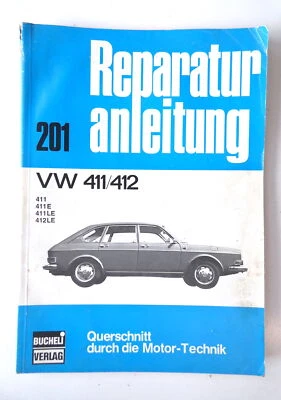 Reparatur
201 anleitung
VW 411/412
411
411E
411LE
412LE
BUCHELI
VERLAG
Querschnitt
durch die Motor-Technik